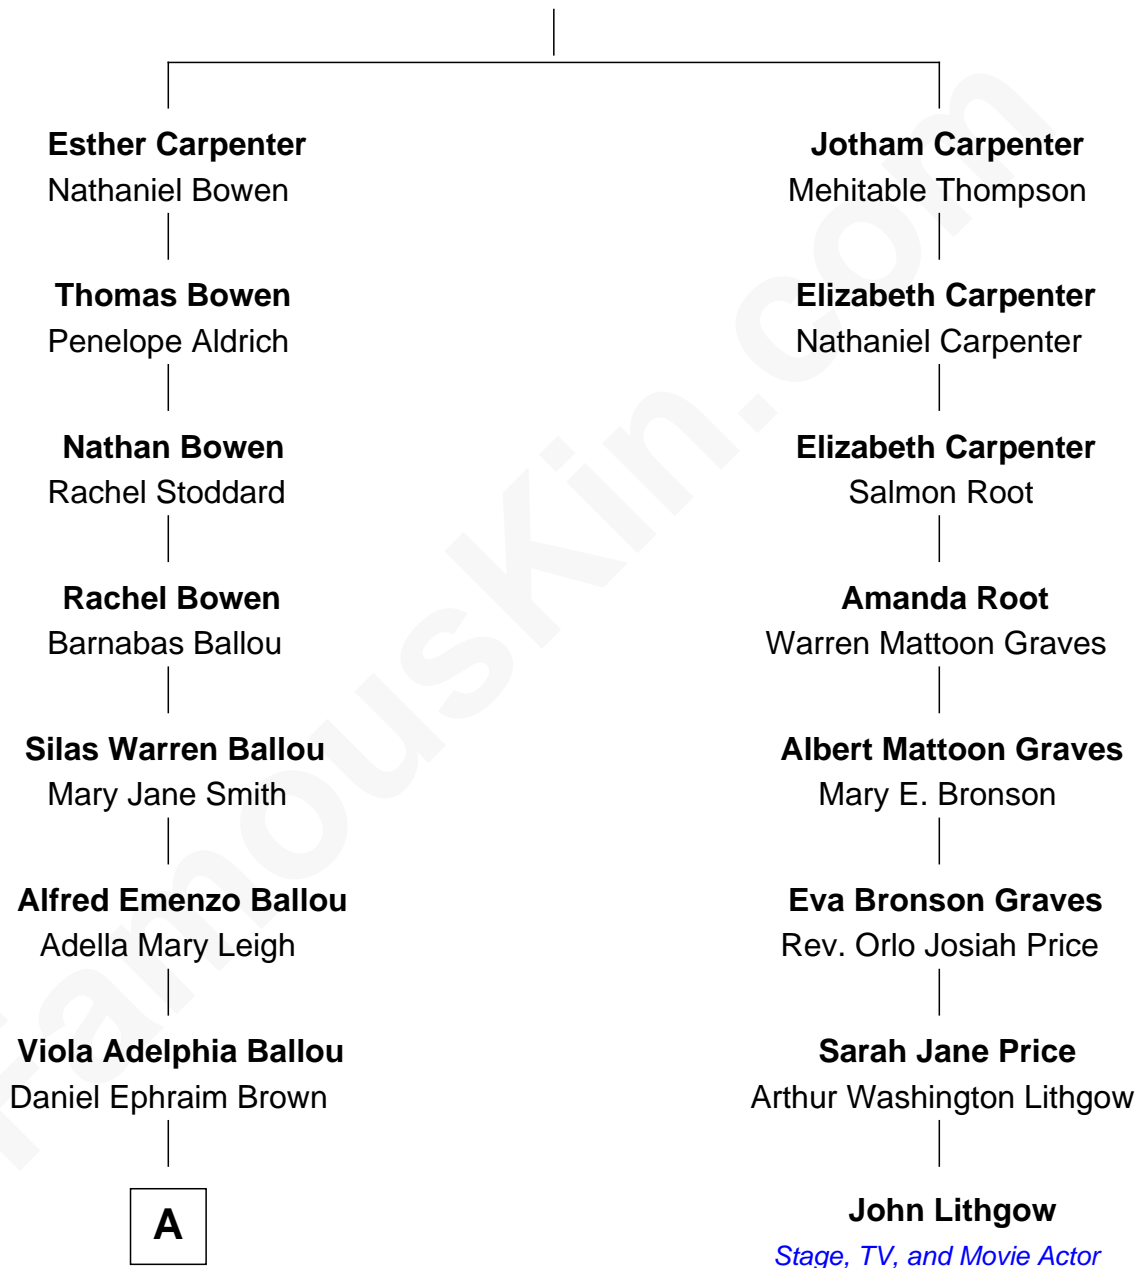 Esther Carpenter
Nathaniel Bowen
Thomas Bowen
Penelope Aldrich
Nathan Bowen
Rachel Stoddard
Rachel Bowen
Barnabas Ballou
Silas Warren Ballou
Mary Jane Smith
Alfred Emenzo Ballou
Adella Mary Leigh
Viola Adelphia Ballou
Daniel Ephraim Brown
A
Jotham Carpenter
Mehitable Thompson
Elizabeth Carpenter
Nathaniel Carpenter
Elizabeth Carpenter
Salmon Root
Amanda Root
Warren Mattoon Graves
Albert Mattoon Graves
Mary E. Bronson
Eva Bronson Graves
Rev. Orlo Josiah Price
Sarah Jane Price
Arthur Washington Lithgow
John Lithgow
Stage, TV, and Movie Actor
FamousKin.com